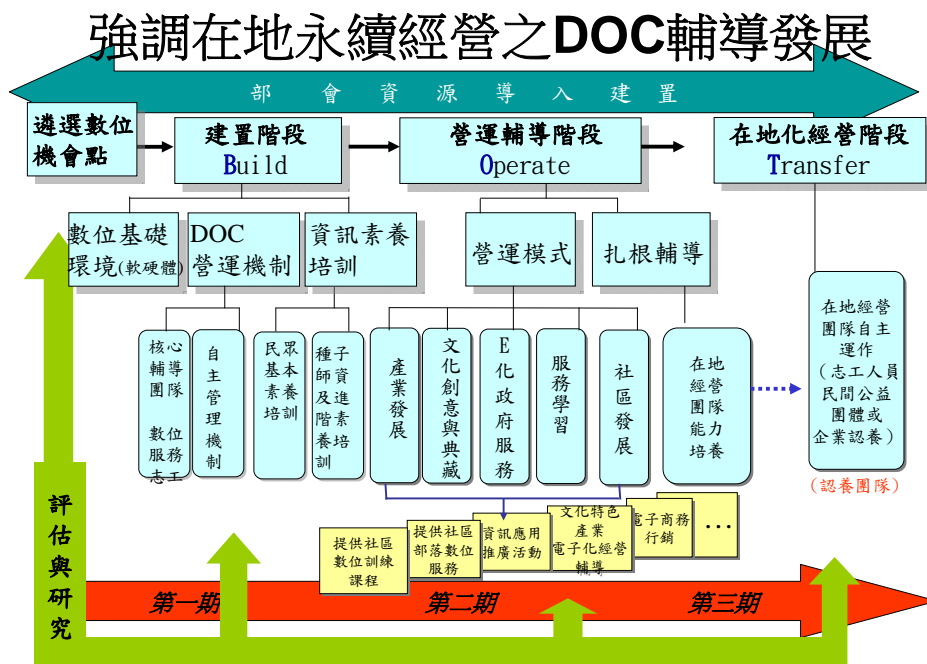 強調在地永續經營之DOC輔導發展
部會資源導入建置
遴選數位
機會點
建置階段
Build
營運輔導階段
Operate
在地化經營階段
Transfer
數位基礎
環境(軟硬體)
DOC
營運機制
資訊素養
培訓
營運模式
扎根輔導
核心
輔導
團隊
數位
服務
志工
自主管理機制
民眾
基本
素養
培訓
種子
師資
及進
階素
養培
訓
產業發展
文化創意與典藏
E化政府服務
服務學習
社區發展
在地
經營
團隊
能力
培養
在地經營
團隊自主
運作
（志工人員
民間公益
團體或
企業認養）
(認養團隊)
提供社區
數位訓練
課程
提供社區
部落數位
服務
資訊應用
推廣活動
文化特色
產業
電子化經營
輔導
電子商務
行銷
...
評估與研究
第一期
第二期
第三期